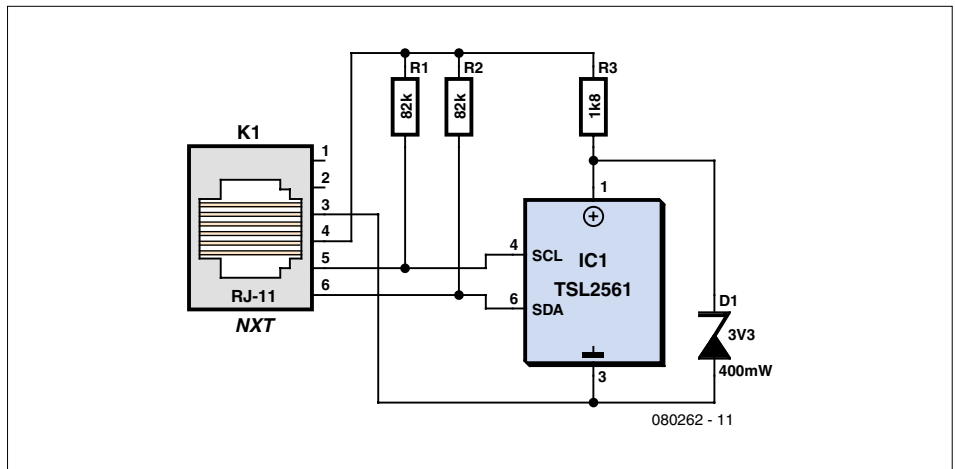 R1
R2
R3
82k
82k
1k8
K1
1
2
3
4
5
6
RJ-11
NXT
1
4
SCL
IC1
TSL2561
6
SDA
3
D1
3V3
400mW
080262 - 11